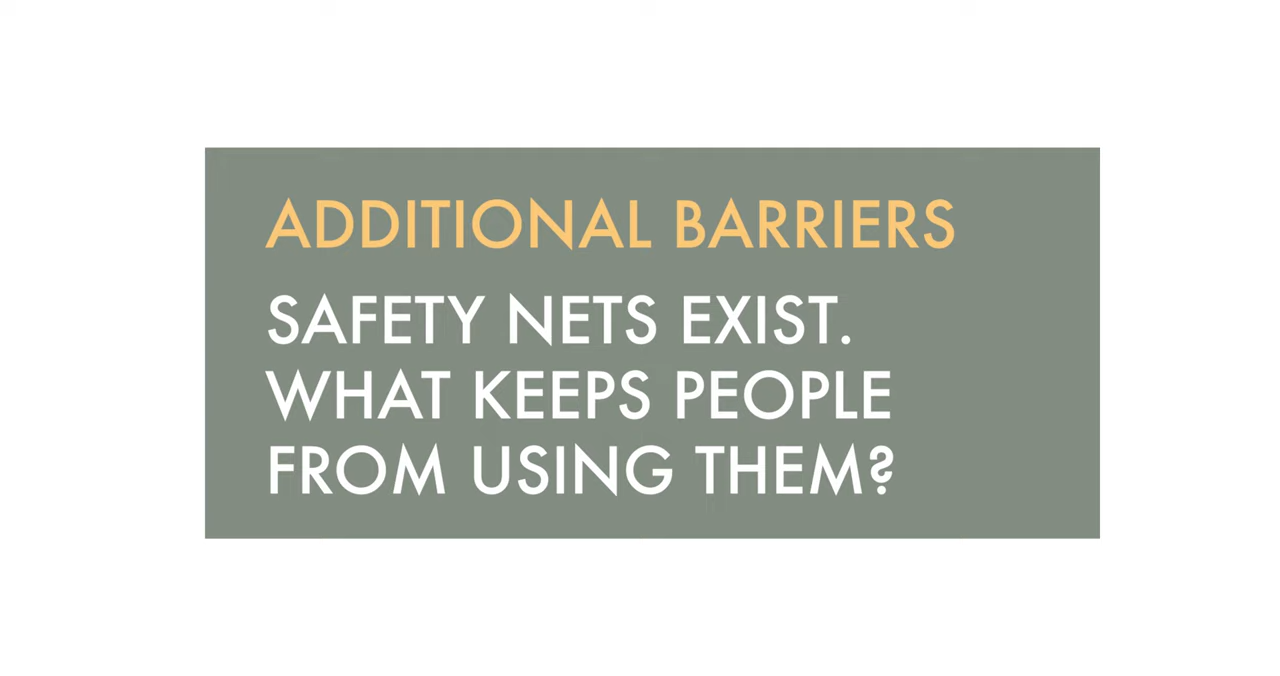 ADDITIONAL BARRIERS
SAFETY NETS EXIST.
WHAT KEEPS PEOPLE
FROM USING THEM?